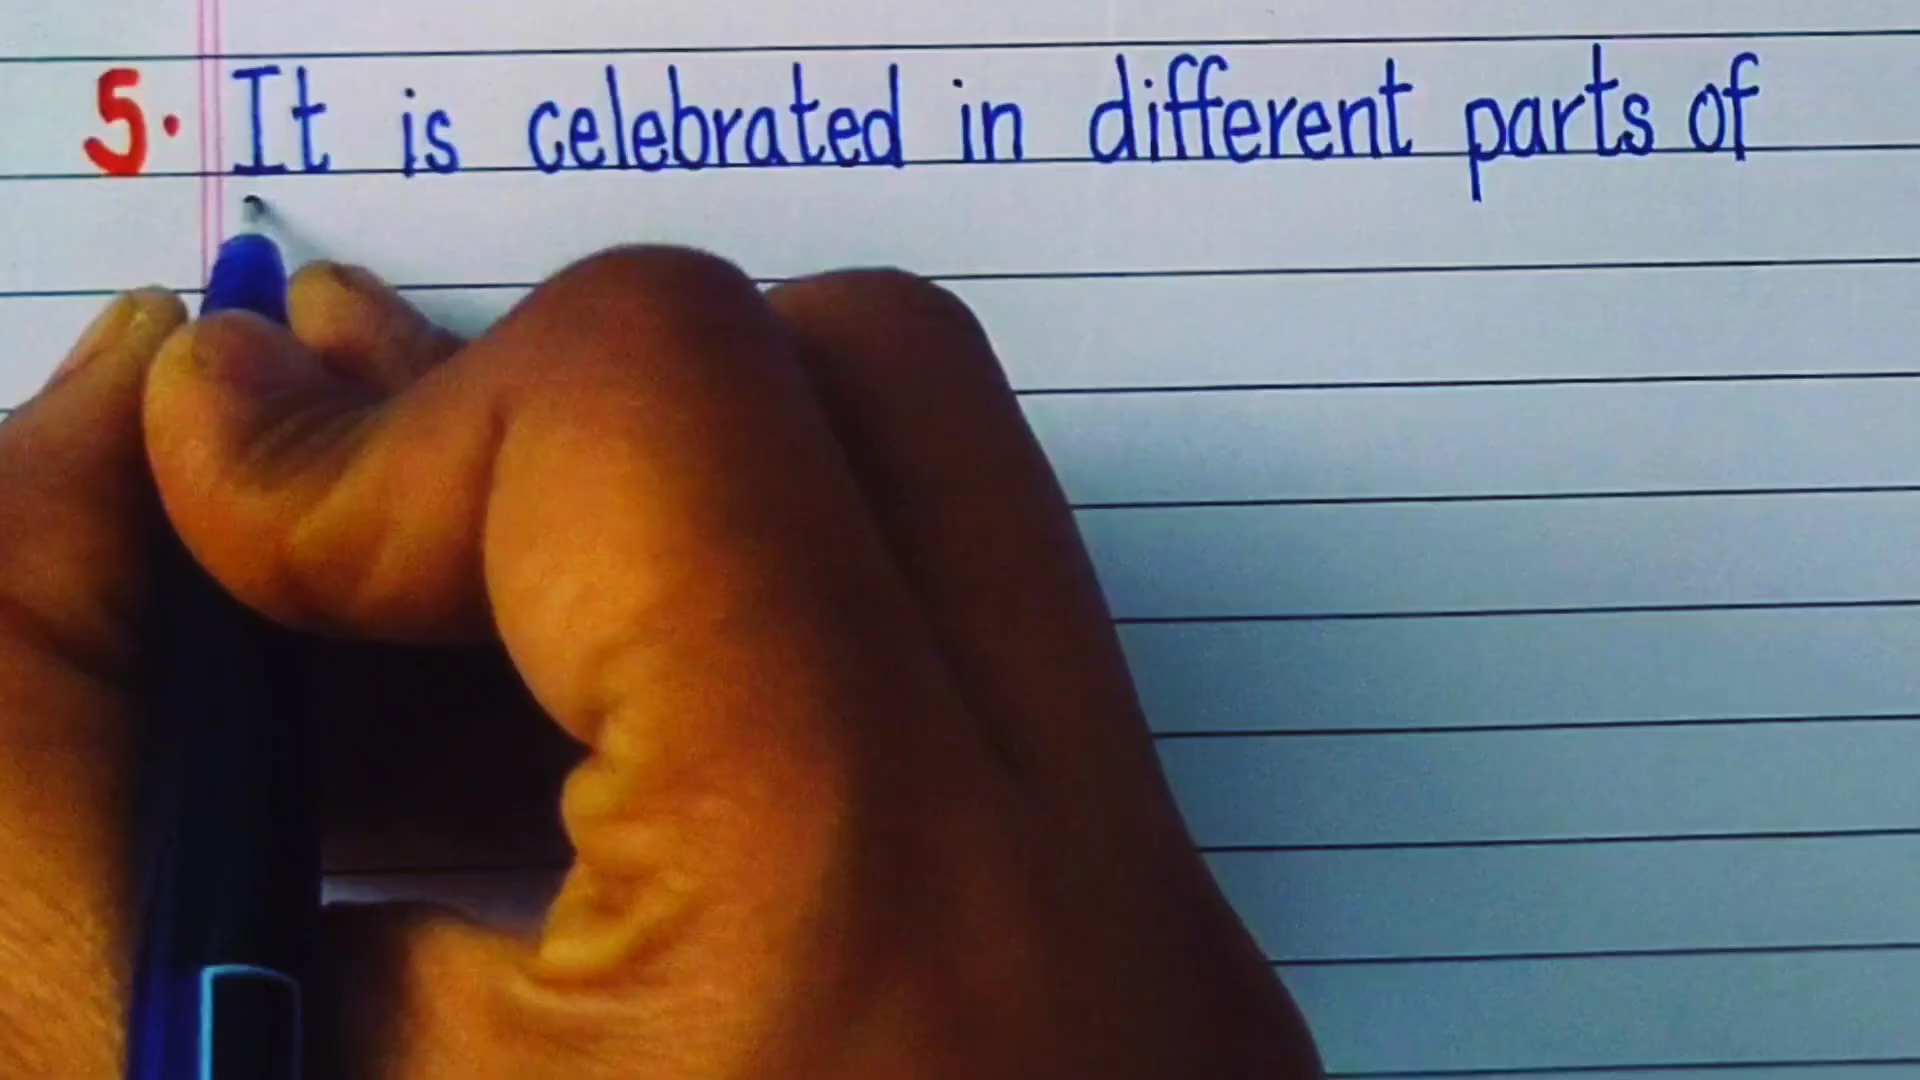 5. It is celebrated in different parts of